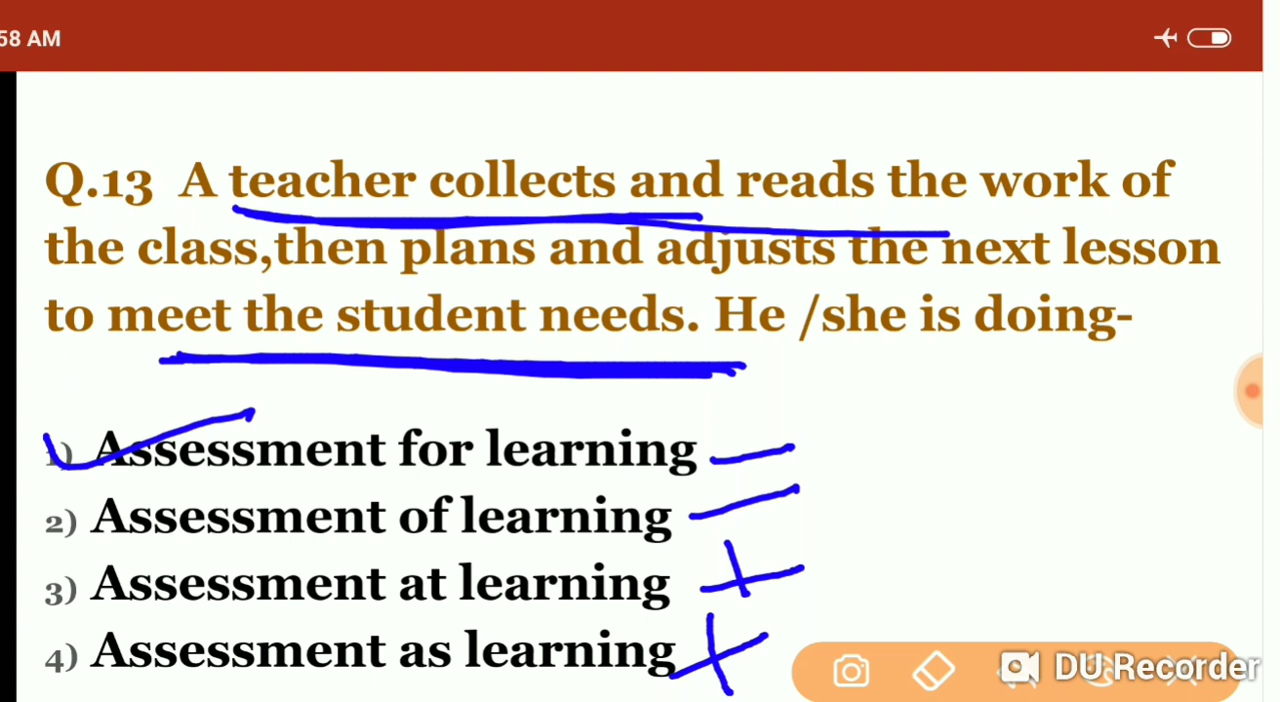 58 AM
Q.13 A teacher collects and reads the work of
the class,then plans and adjusts the next lesson
to meet the student needs. He /she is doing-
1) Assessment for learning
2) Assessment of learning
3) Assessment at learning
4) Assessment as learning
DU Recorder